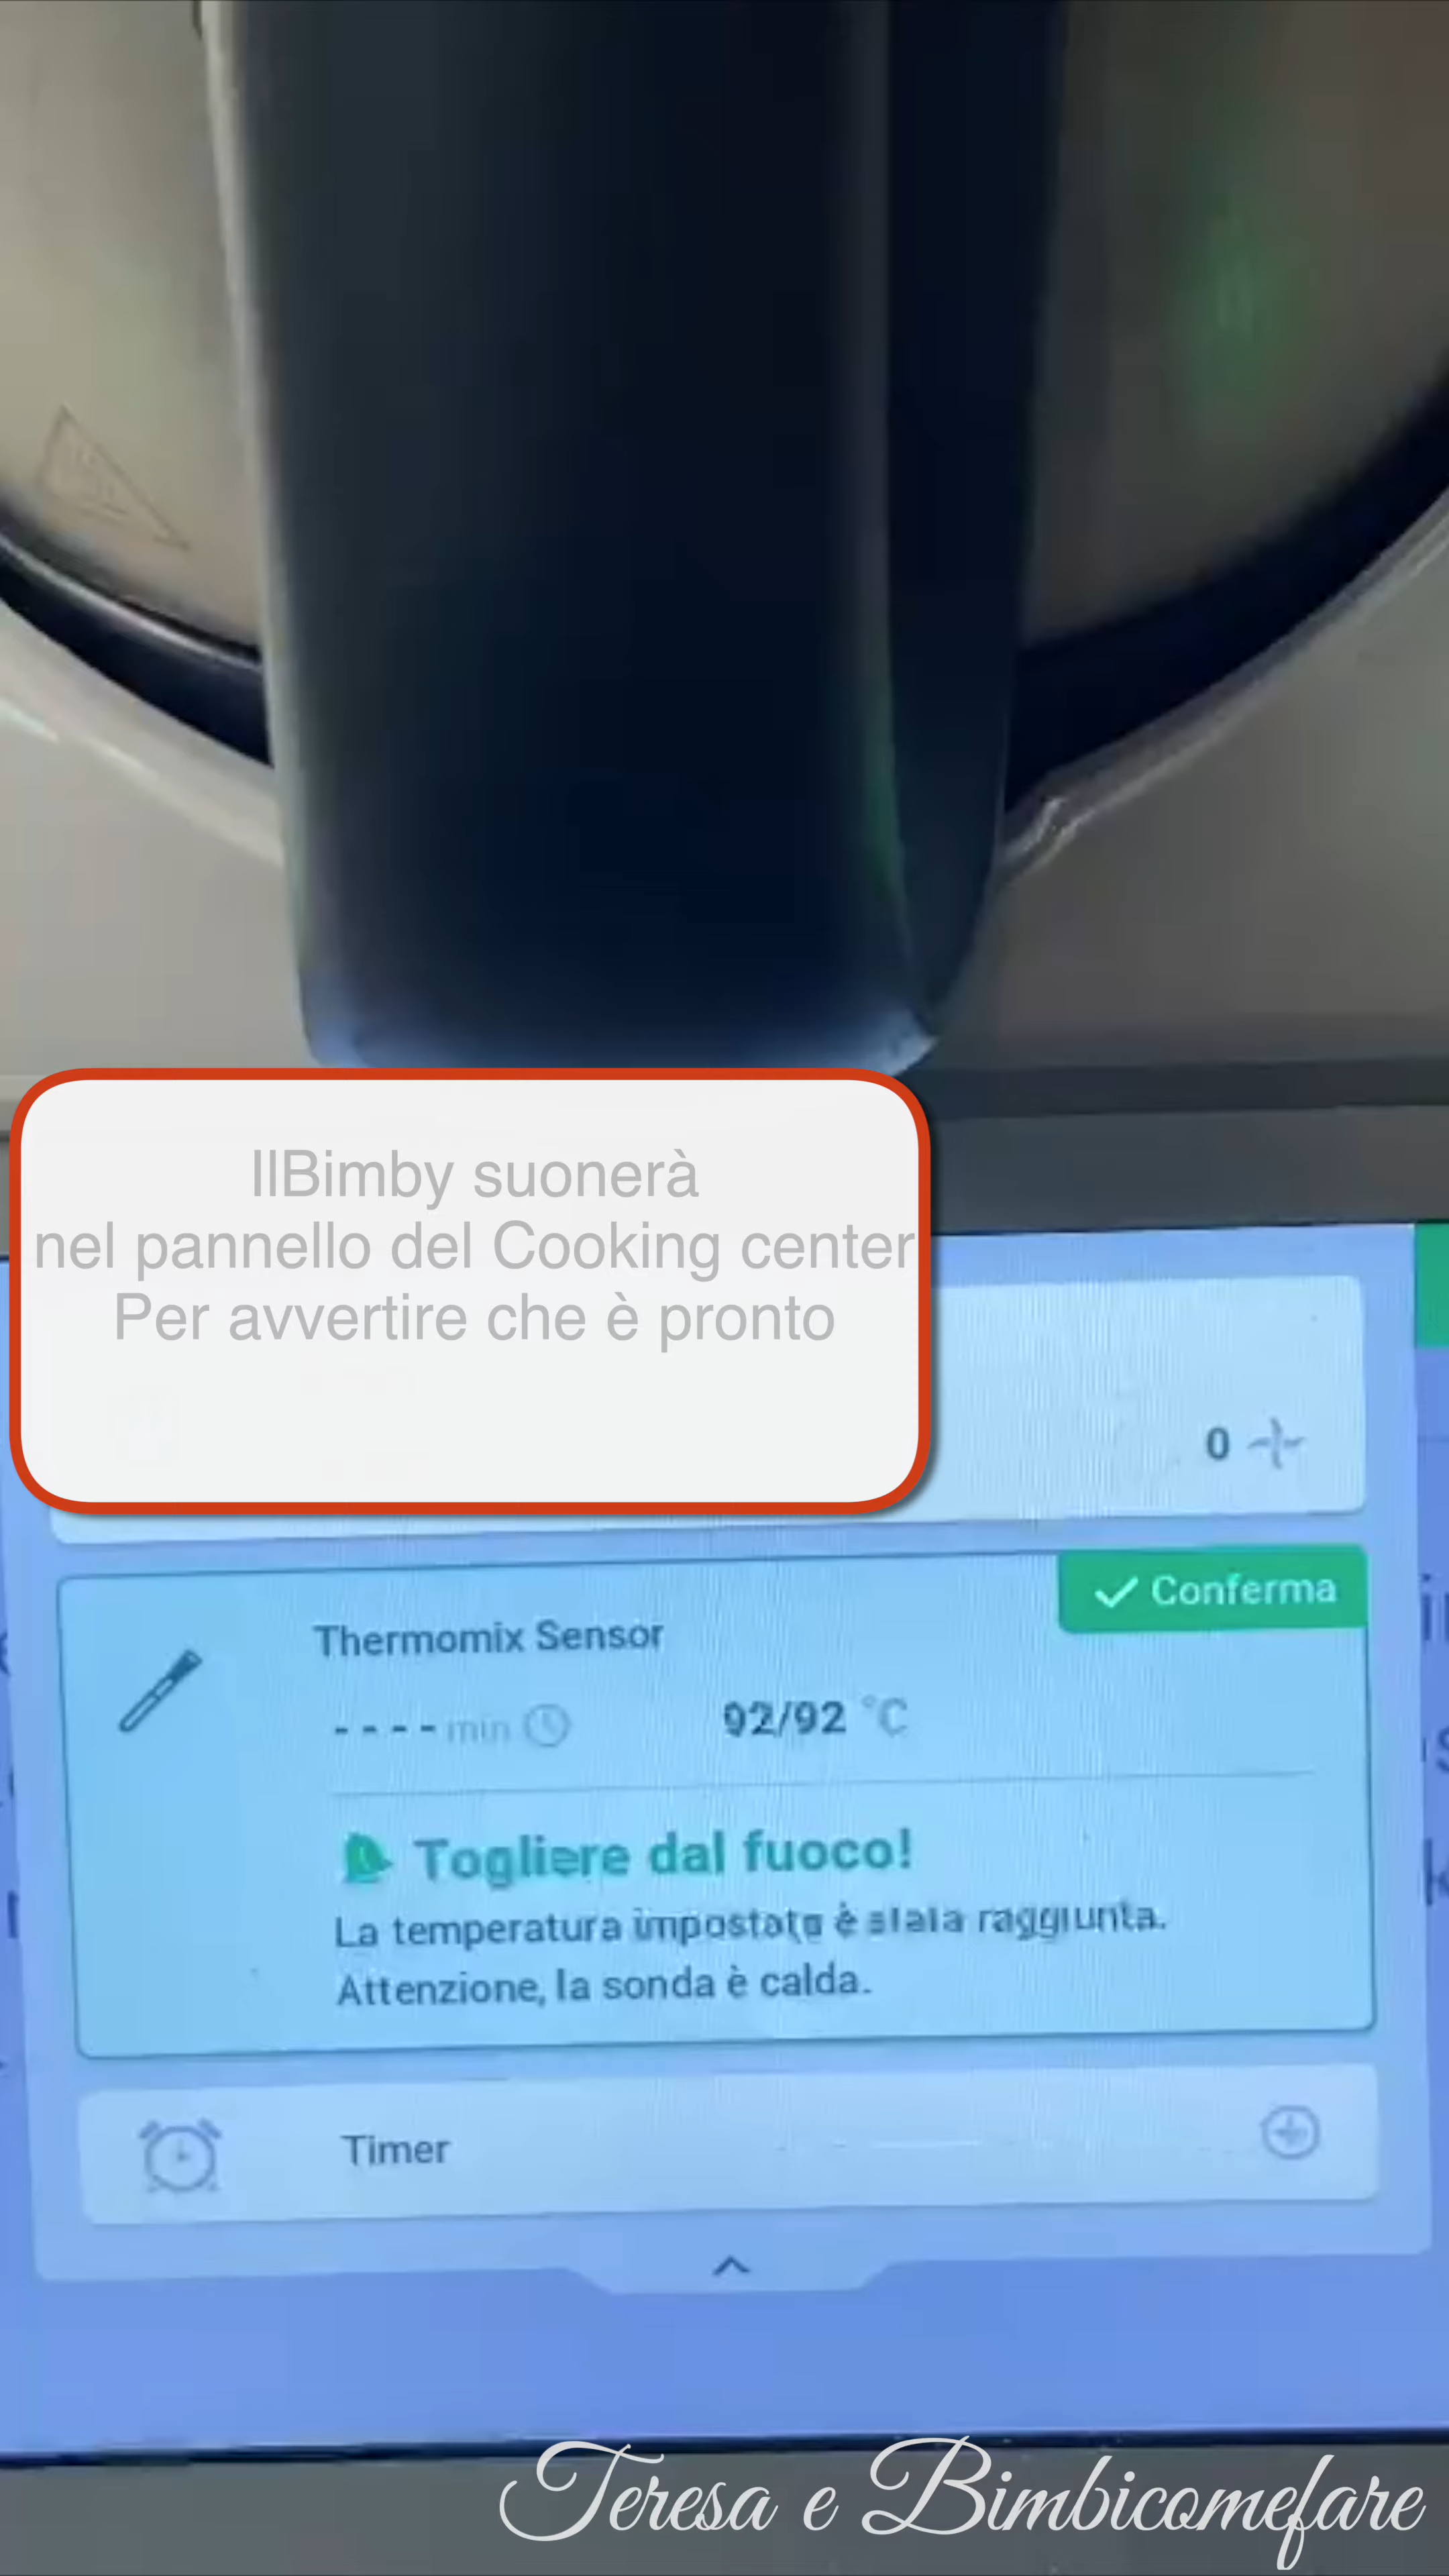 IlBimby suonerà
nel pannello del Cooking center
Per avvertire che è pronto
0
Conferma
Thermomix Sensor
---- min 92/92 °C
Togliere dal fuoco!
La temperatura impostata è stata raggiunta.
Attenzione, la sonda è calda.
Timer
Teresa e Bimbicomefare